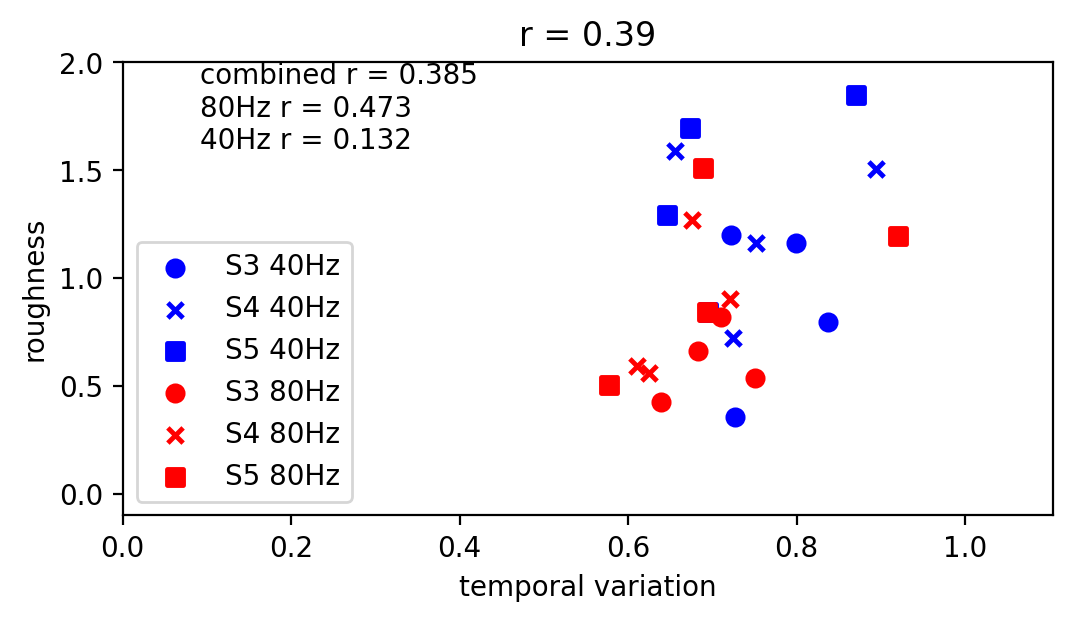 r = 0.39
combined r = 0.385
80Hz r = 0.473
40Hz r = 0.132
2.0
1.5
1.0
0.5
0.0
roughness
S3 40Hz
S4 40Hz
S5 40Hz
S3 80Hz
S4 80Hz
S5 80Hz
0.0 0.2 0.4 0.6 0.8 1.0
temporal variation